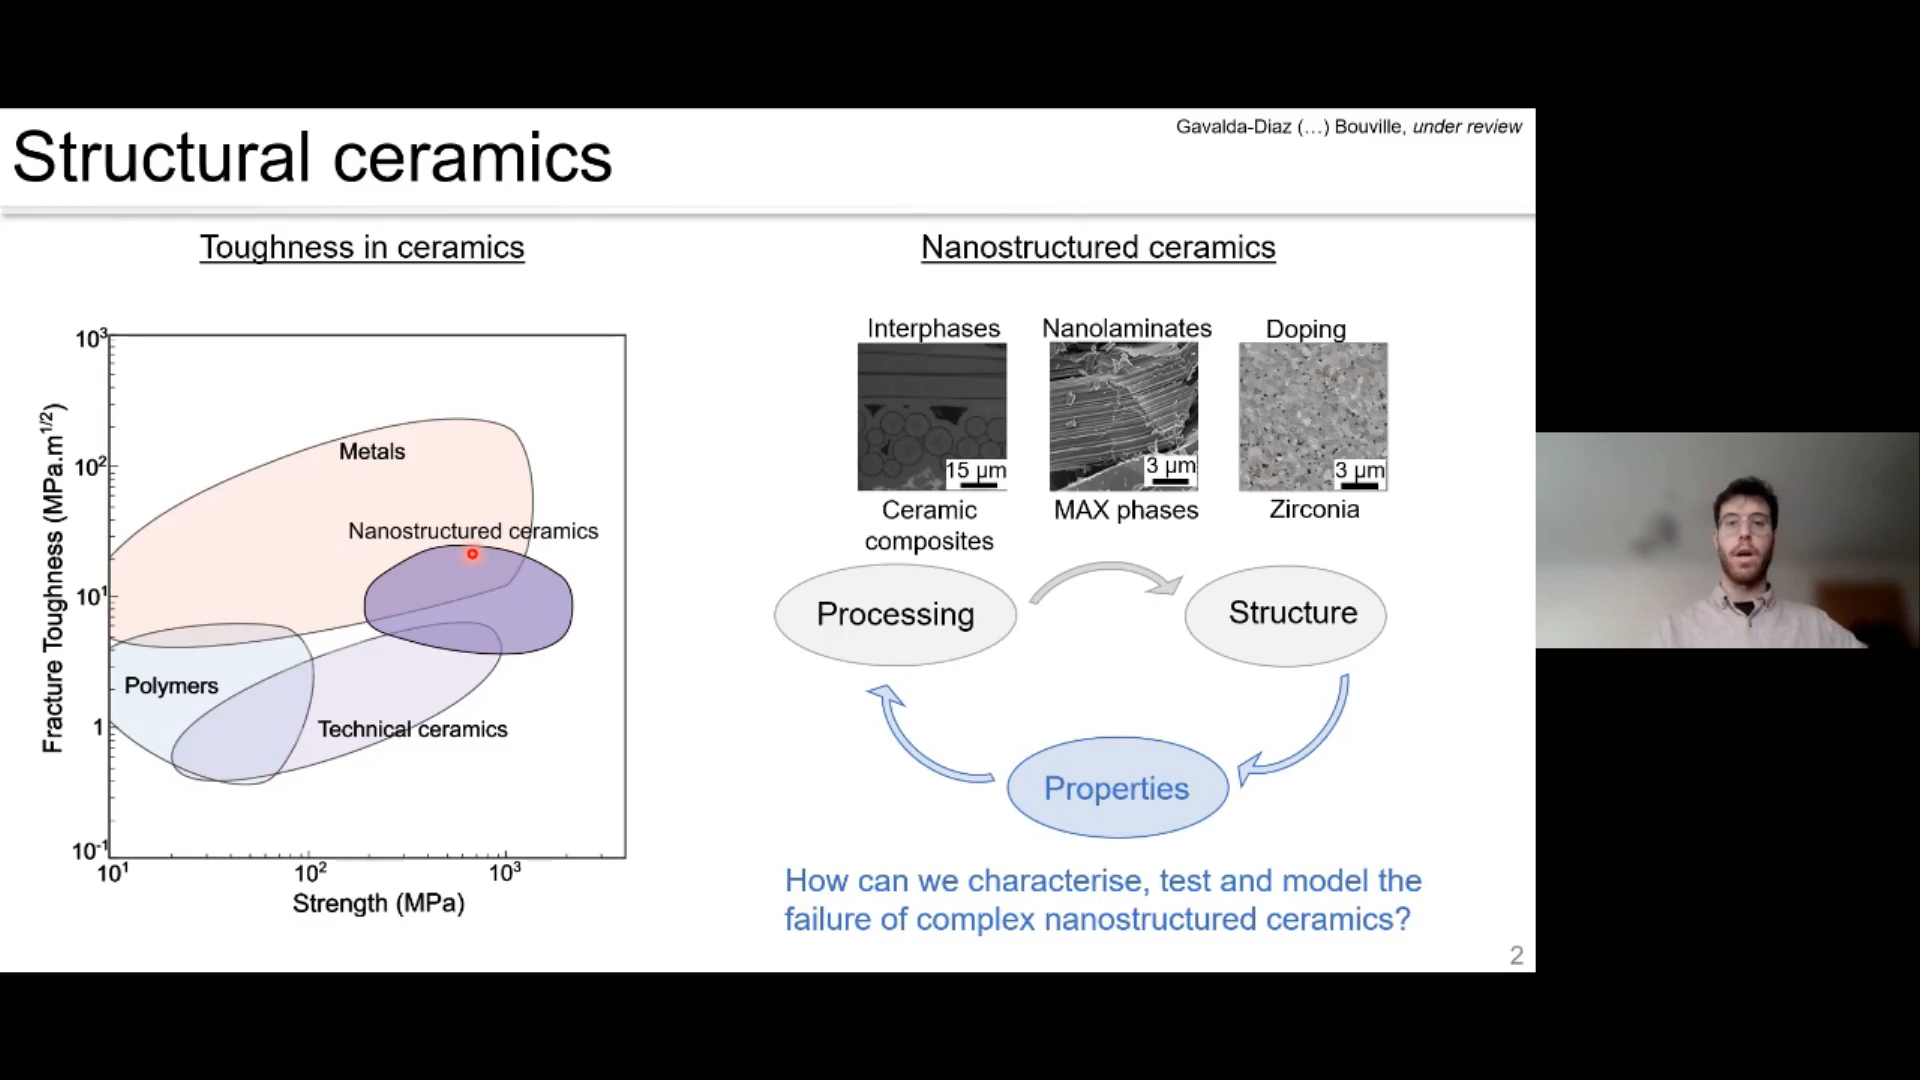 Gavalda-Diaz (…) Bouville, under review
Structural ceramics
Toughness in ceramics
10³
10²
10¹
1
10⁻¹
Fracture Toughness (MPa.m¹/²)
Metals
Nanostructured ceramics
Polymers
Technical ceramics
10¹
10²
10³
Strength (MPa)
Nanostructured ceramics
Interphases
Nanolaminates
Doping
15 µm
3 µm
3 µm
Ceramic
composites
MAX phases
Zirconia
Processing
Structure
Properties
How can we characterise, test and model the
failure of complex nanostructured ceramics?
2